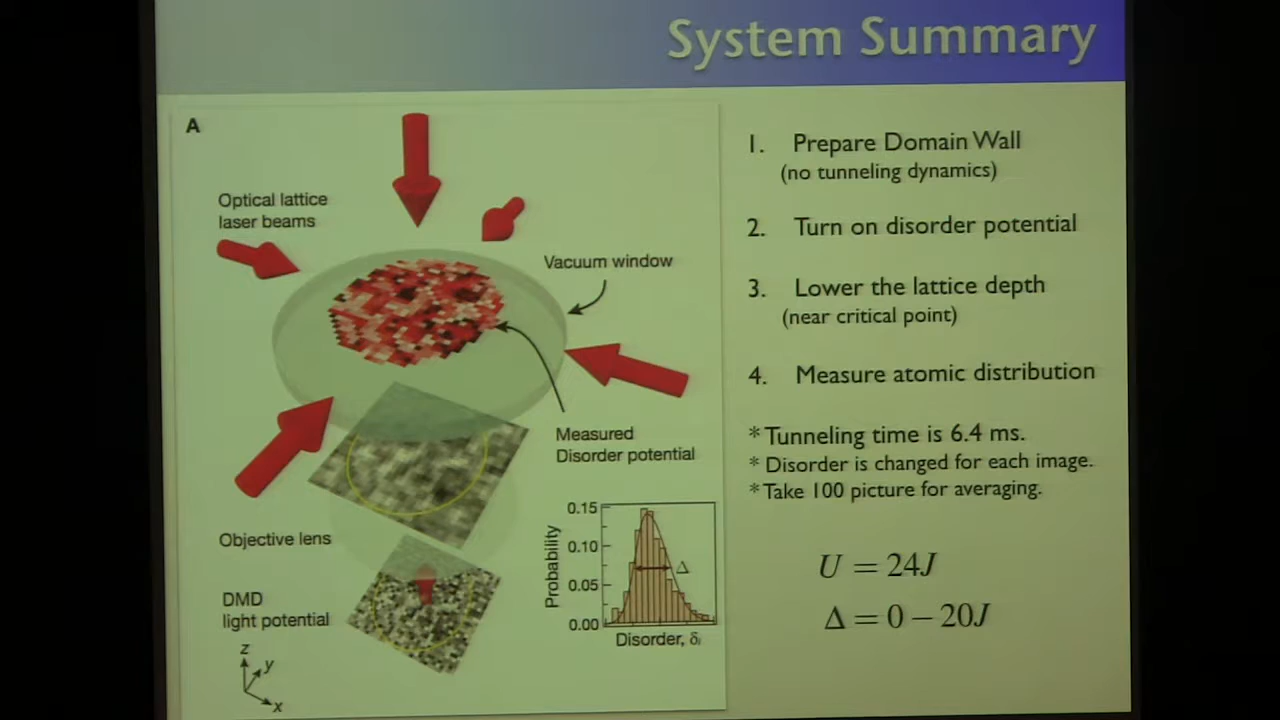 System Summary
A
Optical lattice
laser beams
Vacuum window
Measured
Disorder potential
Objective lens
DMD
light potential
z
y
x
0.15
0.10
0.05
0.00
Probability
Δ
Disorder, δᵢ
1. Prepare Domain Wall
(no tunneling dynamics)
2. Turn on disorder potential
3. Lower the lattice depth
(near critical point)
4. Measure atomic distribution
* Tunneling time is 6.4 ms.
* Disorder is changed for each image.
* Take 100 picture for averaging.
U = 24J
Δ = 0 – 20J